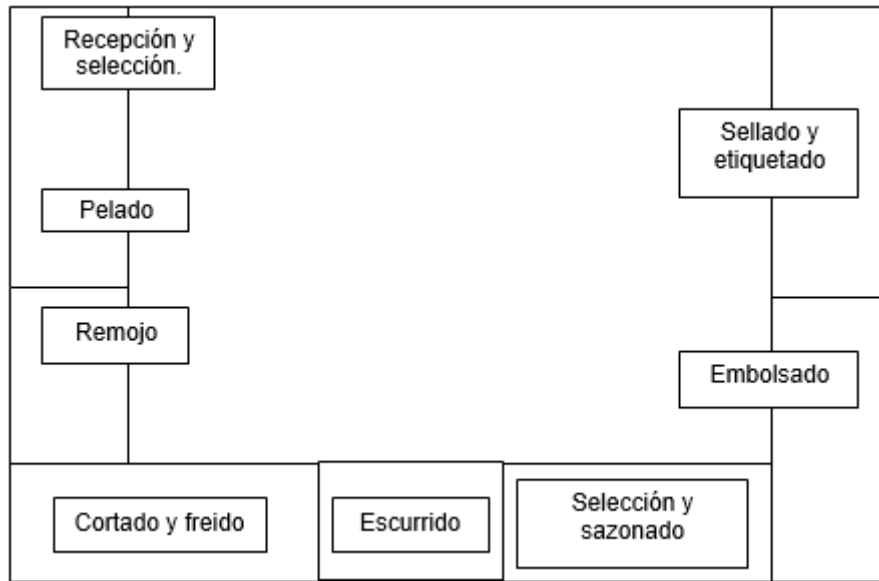 Recepción y
selección.
Pelado
Remojo
Cortado y freido
Escurrido
Selección y
sazonado
Embolsado
Sellado y
etiquetado